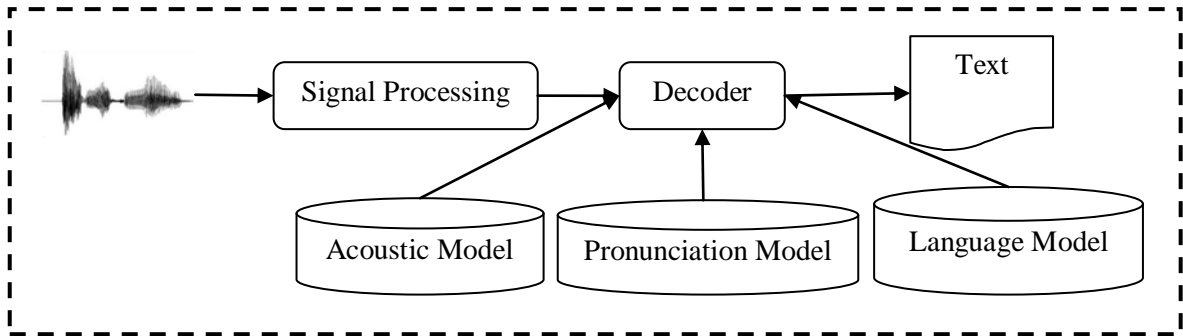 Signal Processing
Decoder
Text
Acoustic Model
Pronunciation Model
Language Model